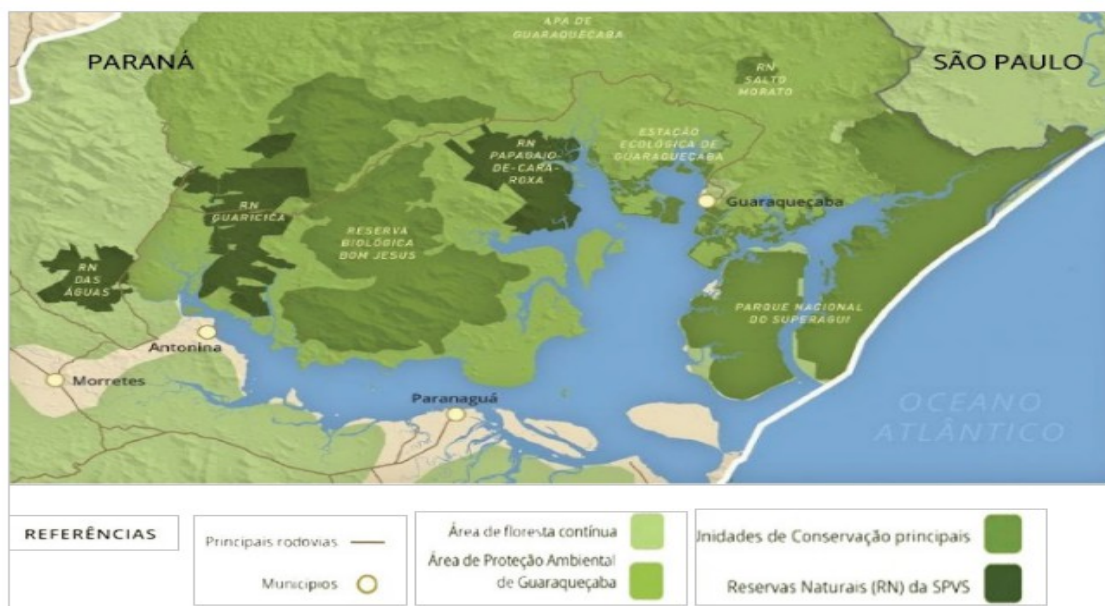 APA DE
GUARAQUEÇABA
PARANÁ
SÃO PAULO
RN
SALTO
MORATO
ESTAÇÃO
ECOLÓGICA DE
GUARAQUEÇABA
RN
PAPAGAIO-
DE-CARA-
ROXA
Guaraqueçaba
RN
GUARICICA
RESERVA
BIOLÓGICA
BOM JESUS
RN
DAS
ÁGUAS
PARQUE NACIONAL
DO SUPERAGUI
Antonina
Morretes
Paranaguá
OCEANO
ATLÂNTICO
REFERÊNCIAS
Principais rodovias
Municípios
Área de floresta contínua
Área de Proteção Ambiental
de Guaraqueçaba
Unidades de Conservação principais
Reservas Naturais (RN) da SPVS